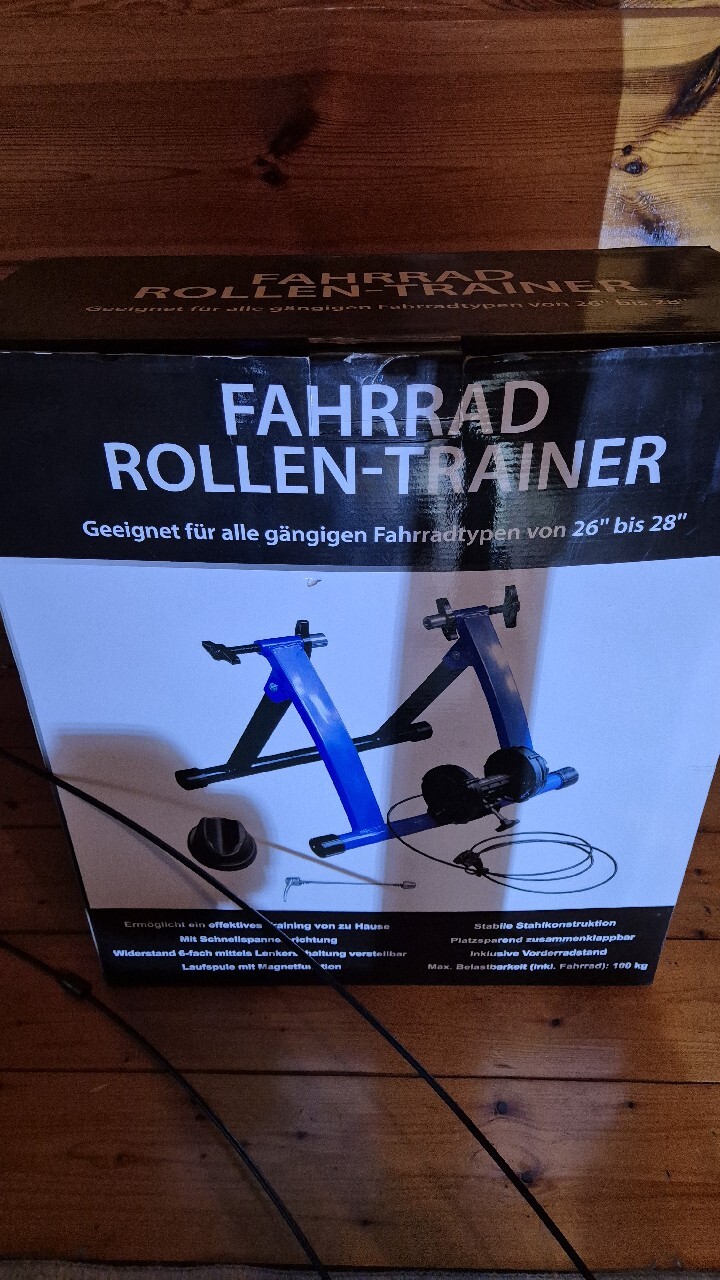 FAHRRAD
ROLLEN-TRAINER
Geeignet für alle gängigen Fahrradtypen von 26" bis 28"
FAHRRAD
ROLLEN-TRAINER
Geeignet für alle gängigen Fahrradtypen von 26" bis 28"
Ermöglicht ein effektives Training von zu Hause
Mit Schnellspann
Widerstand 6-fach mittels verstellbar
Laufspule mit Magnetfunktion
Stabile Stahlkonstruktion
Platzsparend zusammenklappbar
Inklusive Vorderradstand
Max. Belastbarkeit (inkl. Fahrrad): 100 kg